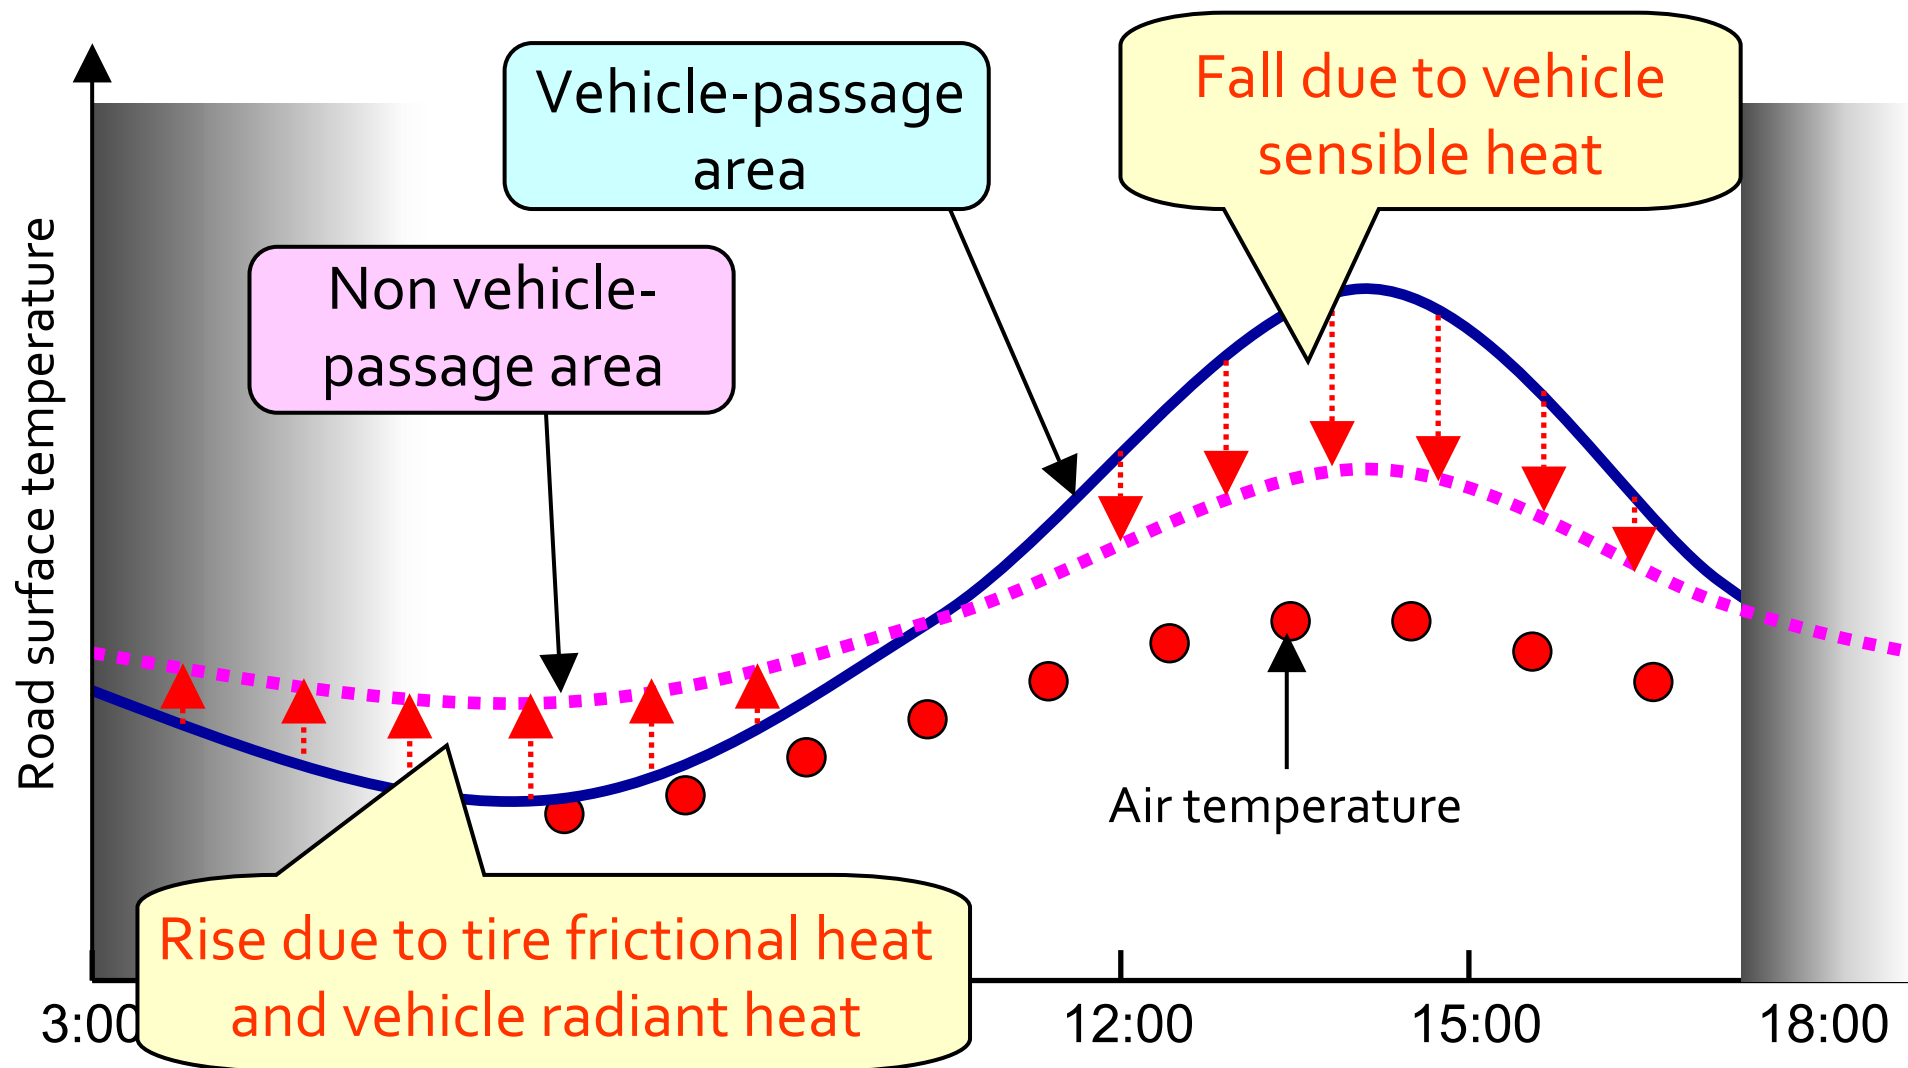 Vehicle-passage
area
Fall due to vehicle
sensible heat
Non vehicle-
passage area
Road surface temperature
Air temperature
Rise due to tire frictional heat
and vehicle radiant heat
3:00
12:00
15:00
18:00